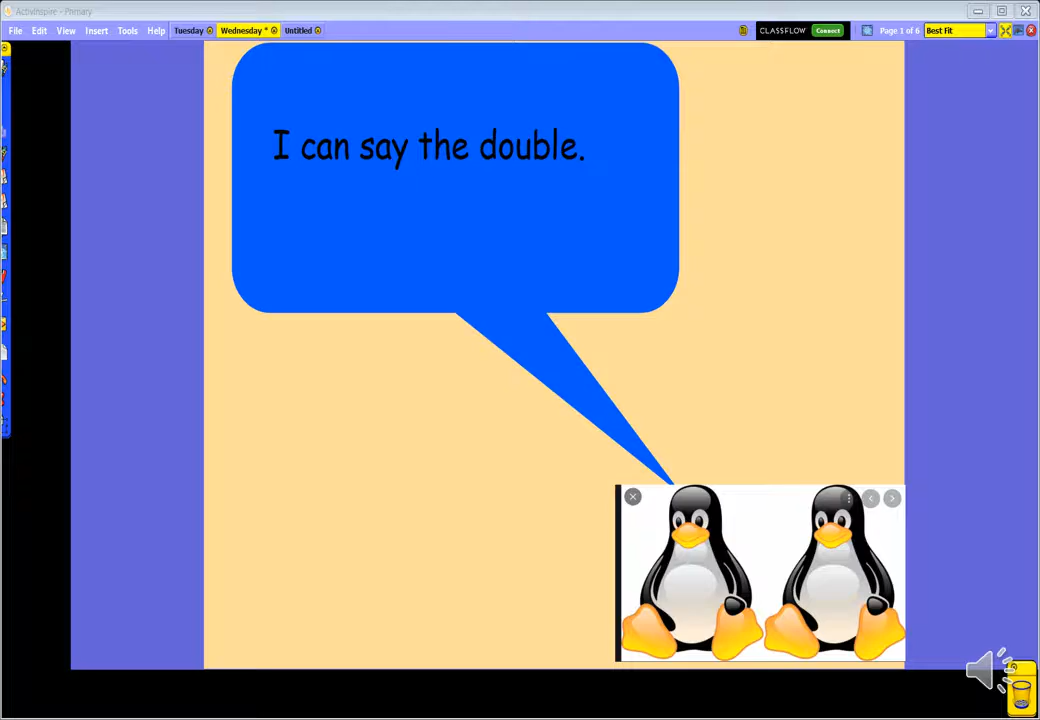 ActivInspire - Primary
File Edit View Insert Tools Help Tuesday Wednesday * Untitled CLASSFLOW Connect Page 1 of 6 Best Fit
I can say the double.